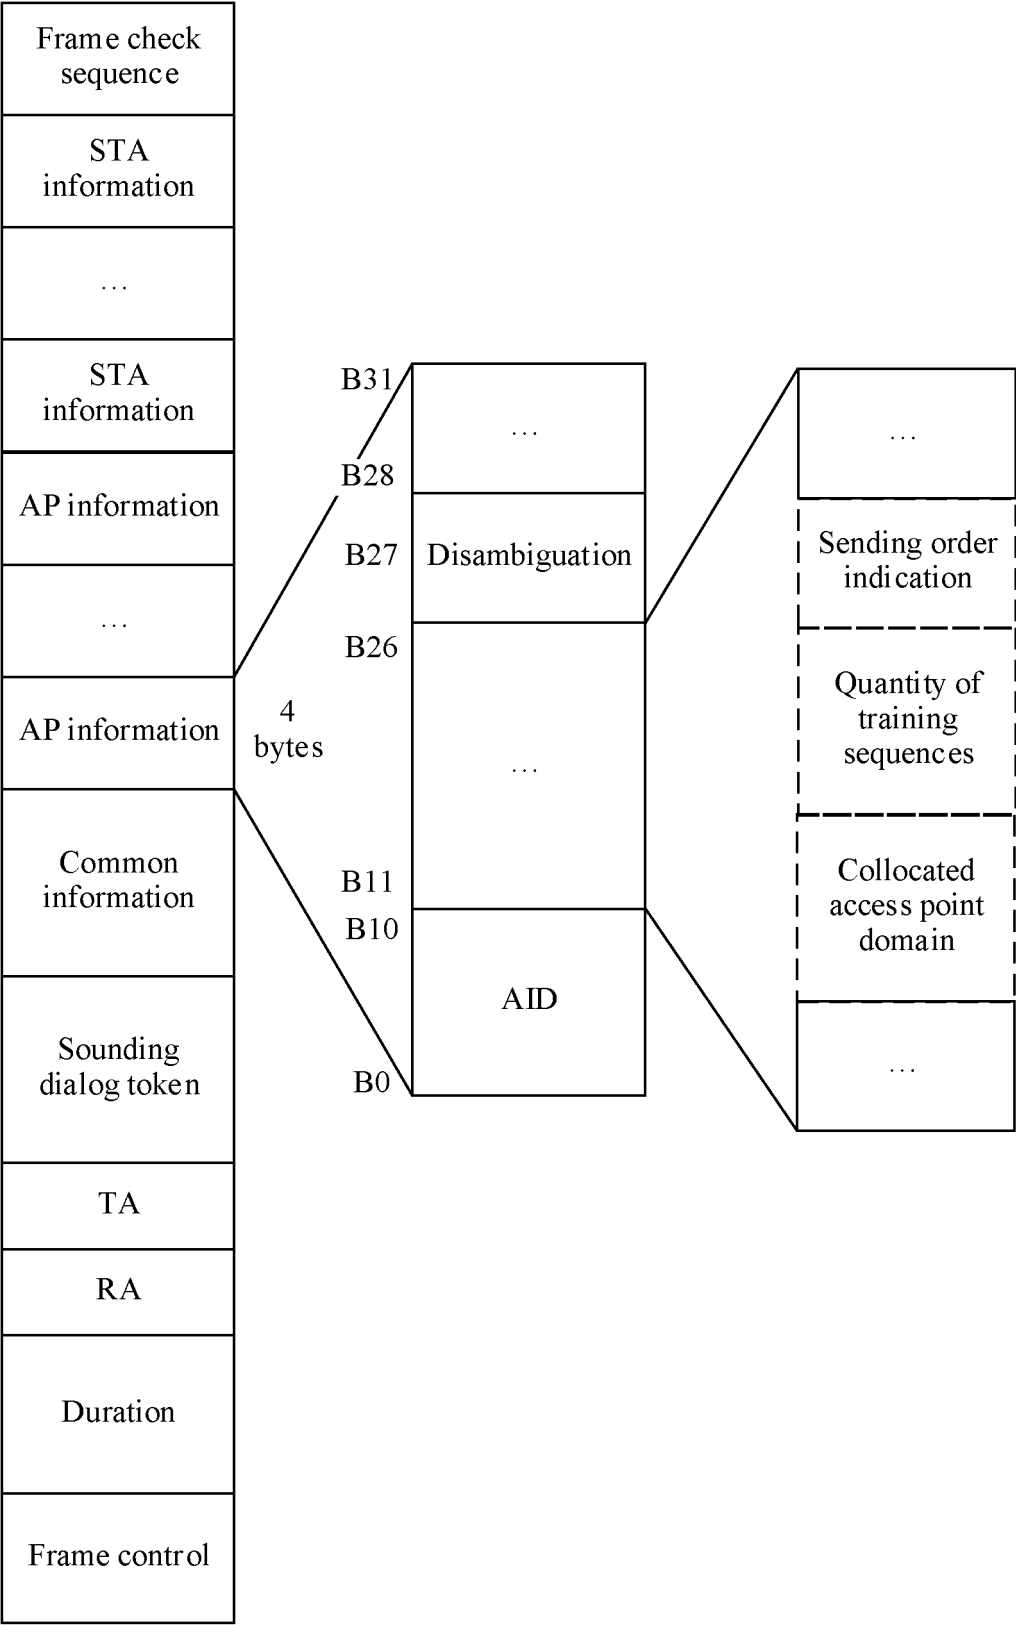 Frame check
sequence
STA
information
...
STA
information
AP information
...
AP information
Common
information
Sounding
dialog token
TA
RA
Duration
Frame control
4
bytes
B31
B28
B27
B26
B11
B10
B0
...
Disambiguation
...
AID
...
Sending order
indication
Quantity of
training
sequences
Collocated
access point
domain
...